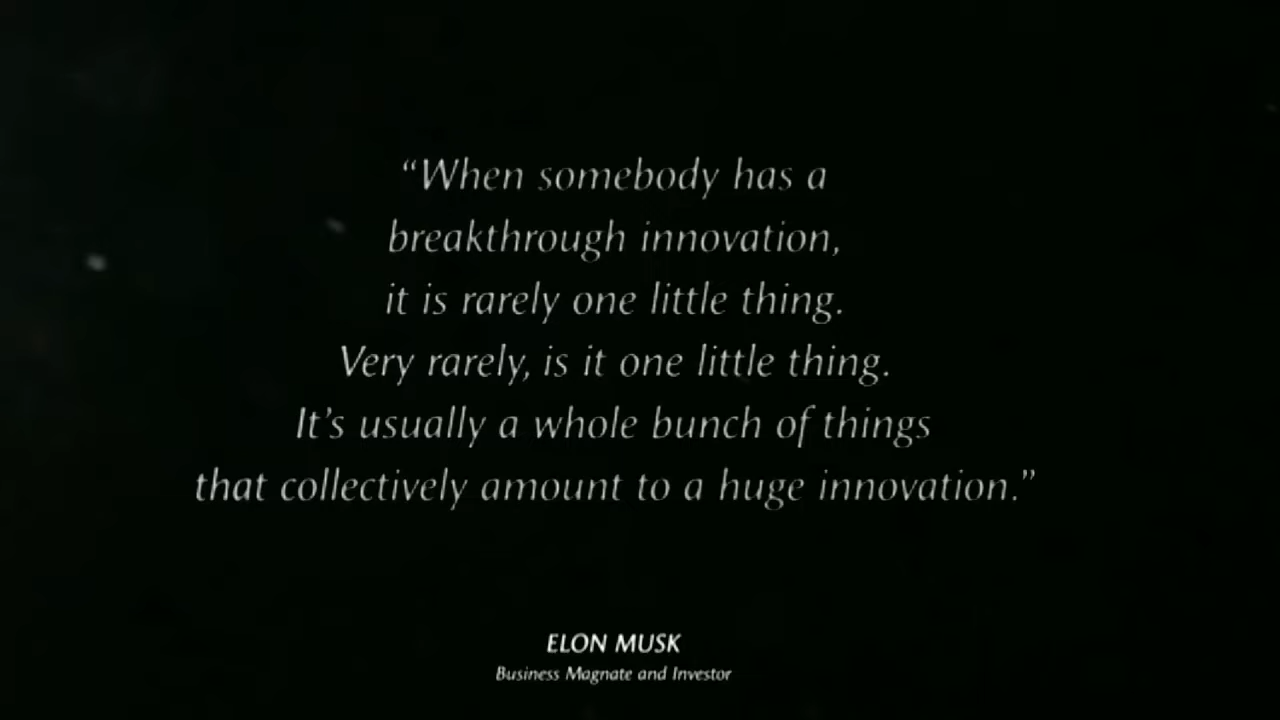 “When somebody has a
breakthrough innovation,
it is rarely one little thing.
Very rarely, is it one little thing.
It’s usually a whole bunch of things
that collectively amount to a huge innovation.”
ELON MUSK
Business Magnate and Investor